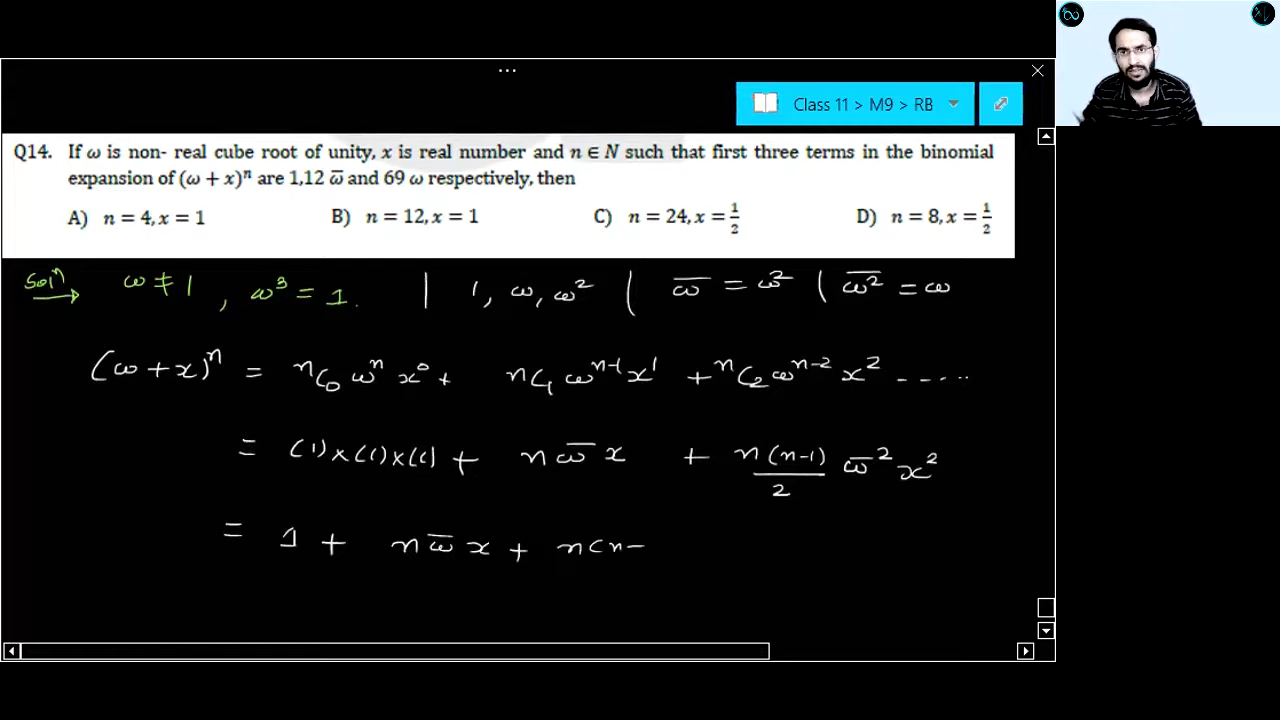 ...
Class 11 > M9 > RB
Q14. If ω is non- real cube root of unity, x is real number and n ∈ N such that first three terms in the binomial
expansion of (ω + x)ⁿ are 1,12 ω̅ and 69 ω respectively, then
A) n = 4, x = 1 B) n = 12, x = 1 C) n = 24, x = 1/2 D) n = 8, x = 1/2
Solⁿ ω ≠ 1 , ω³ = 1. | 1, ω, ω² | ω̅ = ω² | \overline{ω²} = ω
(ω + x)ⁿ = ⁿC₀ ωⁿ x⁰ + ⁿC₁ ωⁿ⁻¹ x¹ + ⁿC₂ ωⁿ⁻² x² - - - - ..
= (1)×(1)×(1) + n ω̅ x + n(n-1)/2 ω̅² x²
= 1 + n ω̅ x + n(n-